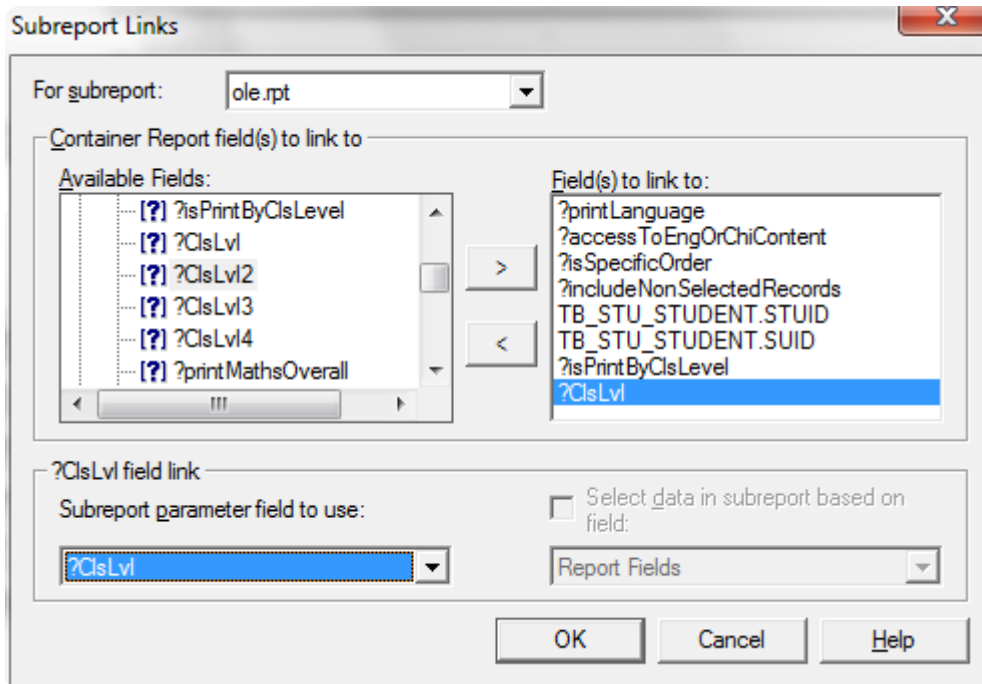 Subreport Links
For subreport:
ole.rpt
Container Report field(s) to link to
Available Fields:
[?] ?isPrintByClsLevel
[?] ?ClsLvl
[?] ?ClsLvl2
[?] ?ClsLvl3
[?] ?ClsLvl4
[?] ?printMathsOverall
>
<
Field(s) to link to:
?printLanguage
?accessToEngOrChiContent
?isSpecificOrder
?includeNonSelectedRecords
TB_STU_STUDENT.STUID
TB_STU_STUDENT.SUID
?isPrintByClsLevel
?ClsLvl
?ClsLvl field link
Subreport parameter field to use:
?ClsLvl
Select data in subreport based on
field:
Report Fields
OK
Cancel
Help